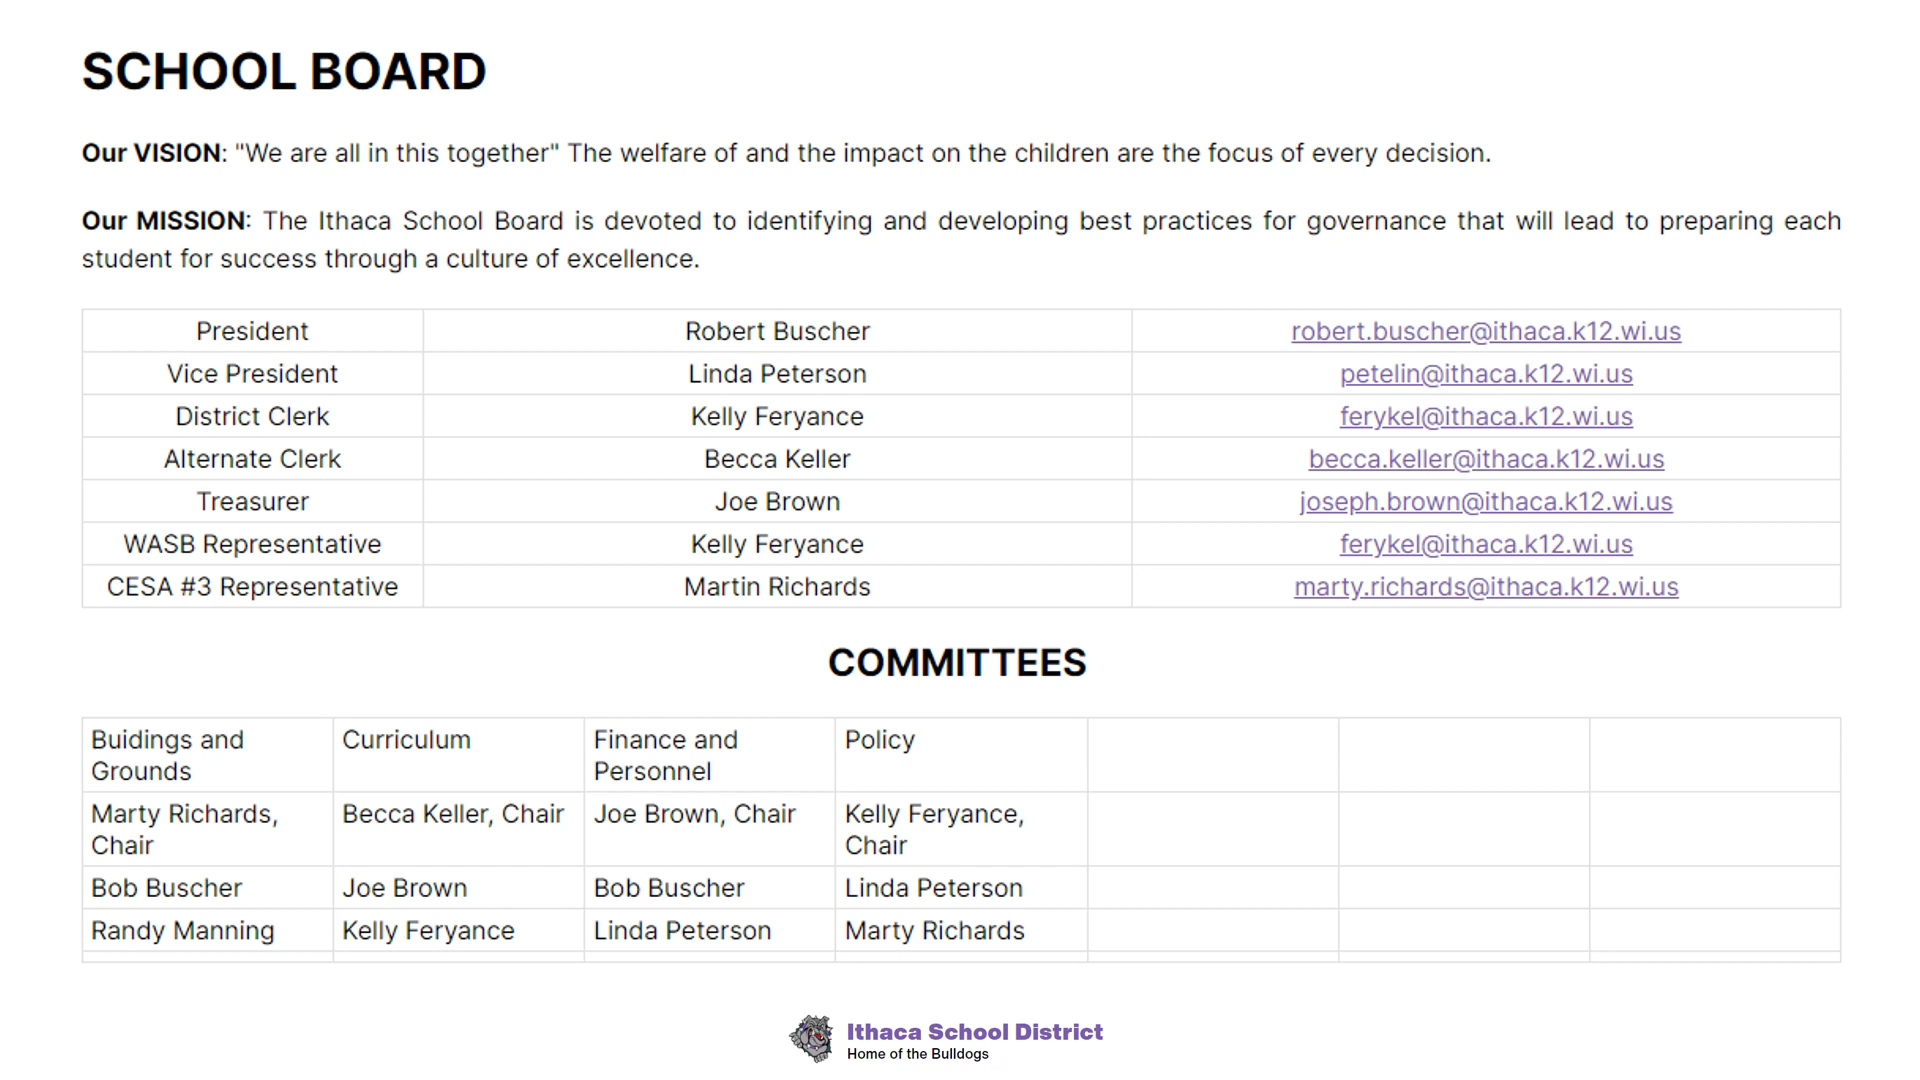 SCHOOL BOARD
Our VISION: "We are all in this together" The welfare of and the impact on the children are the focus of every decision.
Our MISSION: The Ithaca School Board is devoted to identifying and developing best practices for governance that will lead to preparing each
student for success through a culture of excellence.
President Robert Buscher robert.buscher@ithaca.k12.wi.us
Vice President Linda Peterson petelin@ithaca.k12.wi.us
District Clerk Kelly Feryance ferykel@ithaca.k12.wi.us
Alternate Clerk Becca Keller becca.keller@ithaca.k12.wi.us
Treasurer Joe Brown joseph.brown@ithaca.k12.wi.us
WASB Representative Kelly Feryance ferykel@ithaca.k12.wi.us
CESA #3 Representative Martin Richards marty.richards@ithaca.k12.wi.us
COMMITTEES
Buidings and Curriculum Finance and Policy
Grounds Personnel
Marty Richards, Becca Keller, Chair Joe Brown, Chair Kelly Feryance,
Chair Chair
Bob Buscher Joe Brown Bob Buscher Linda Peterson
Randy Manning Kelly Feryance Linda Peterson Marty Richards
Ithaca School District
Home of the Bulldogs